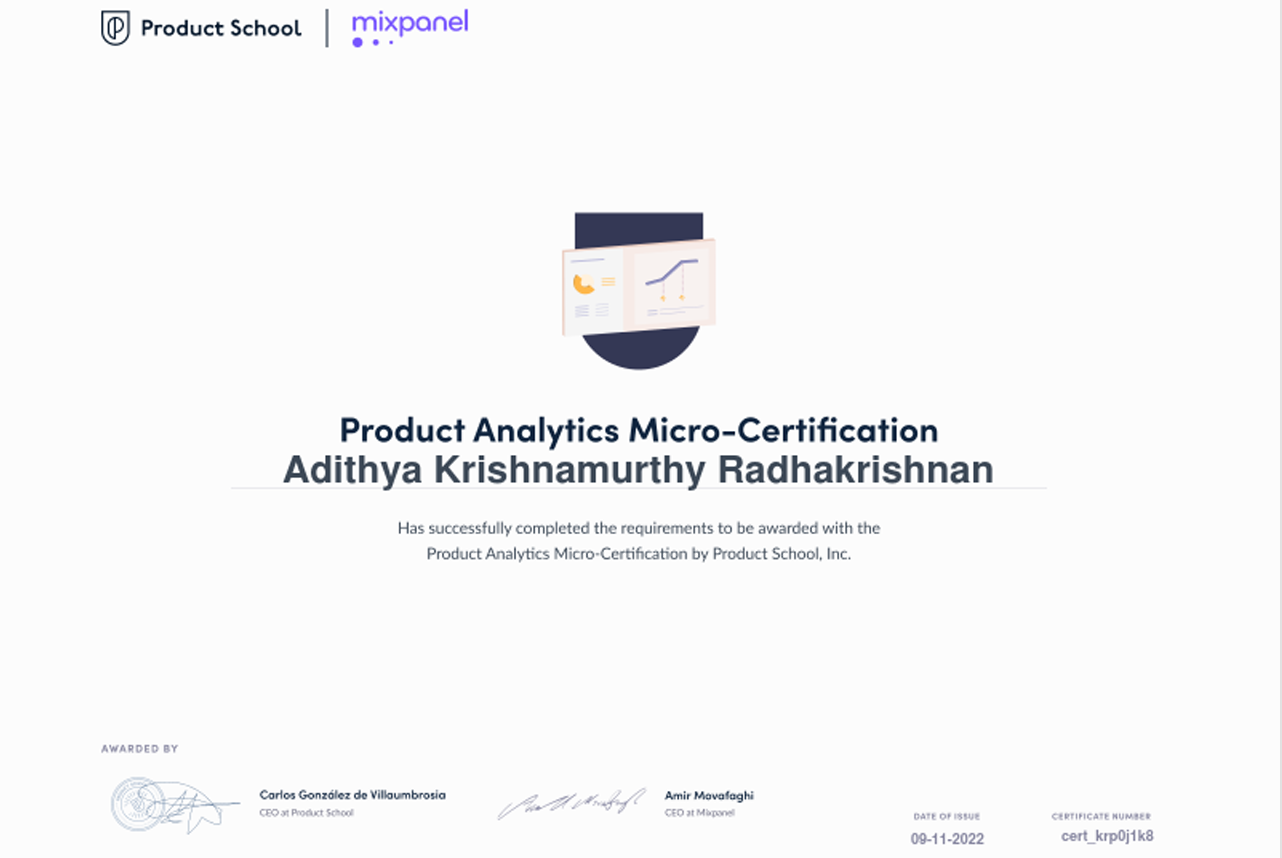 Product School | mixpanel
Product Analytics Micro-Certification
Adithya Krishnamurthy Radhakrishnan
Has successfully completed the requirements to be awarded with the
Product Analytics Micro-Certification by Product School, Inc.
AWARDED BY
Carlos González de Villaumbrosia
CEO at Product School
Amir Movafaghi
CEO at Mixpanel
DATE OF ISSUE
09-11-2022
CERTIFICATE NUMBER
cert_krp0j1k8